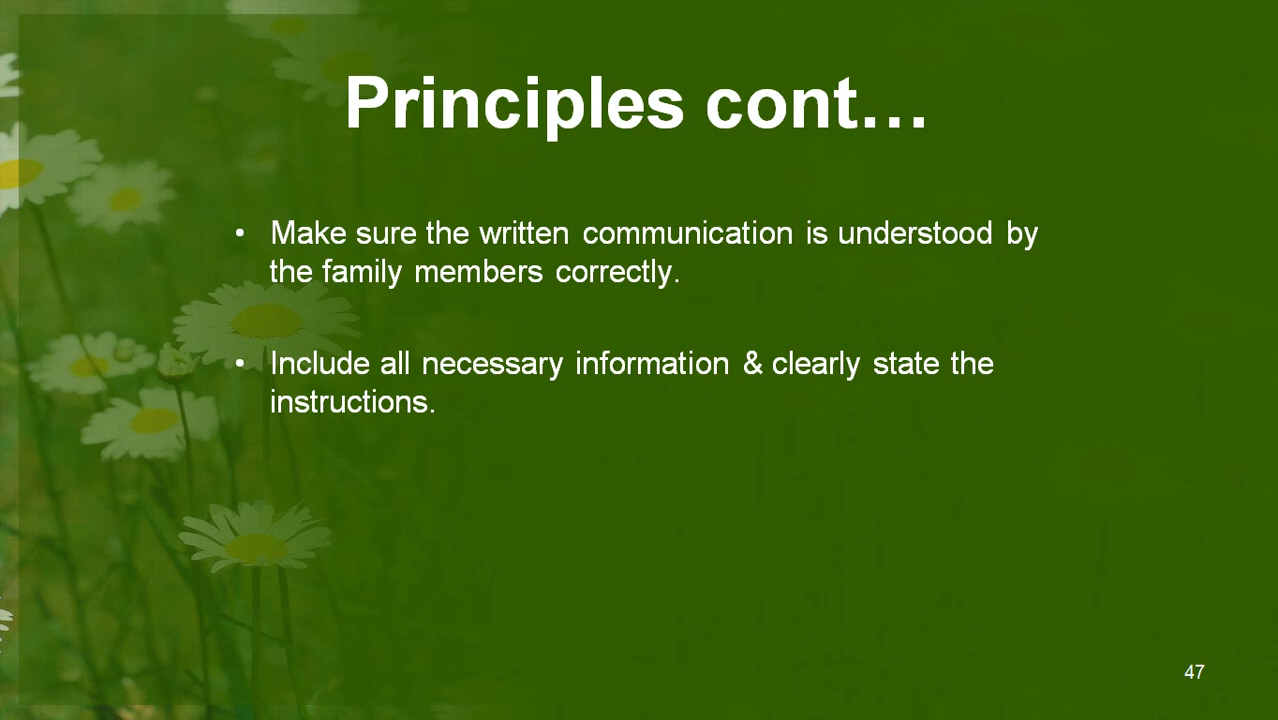 Principles cont…
• Make sure the written communication is understood by
the family members correctly.
• Include all necessary information & clearly state the
instructions.
47